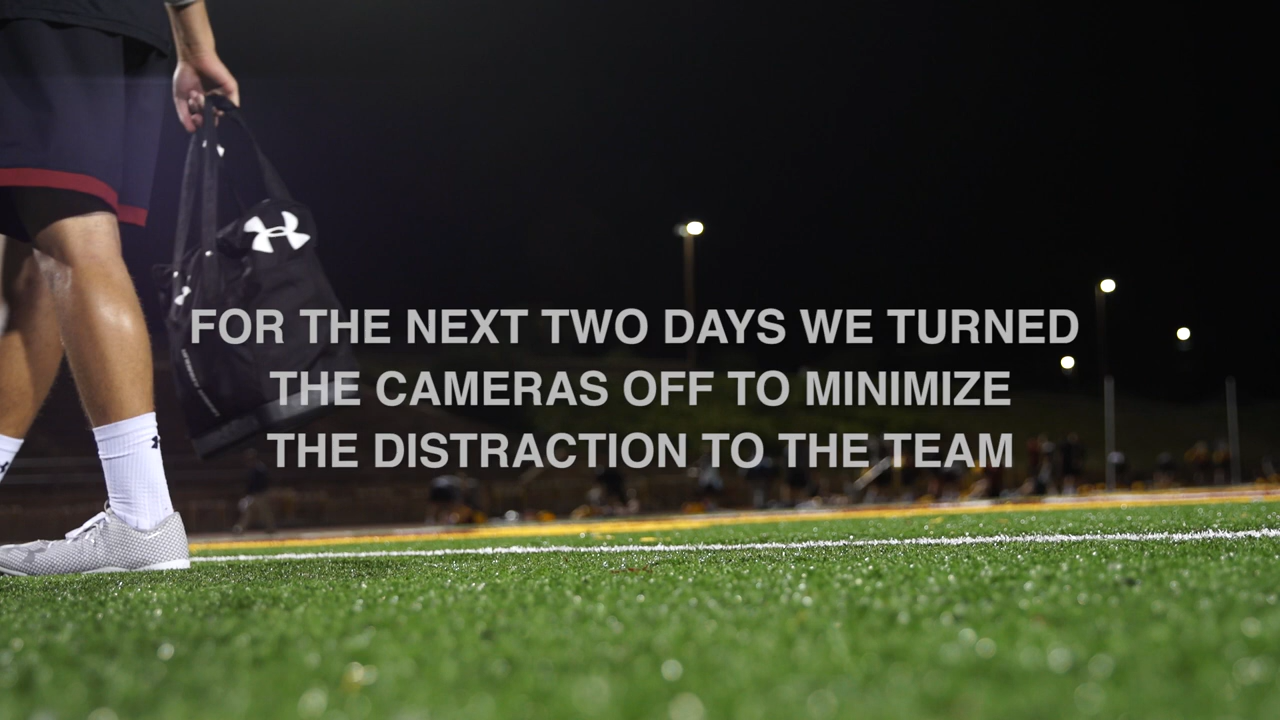 FOR THE NEXT TWO DAYS WE TURNED
THE CAMERAS OFF TO MINIMIZE
THE DISTRACTION TO THE TEAM